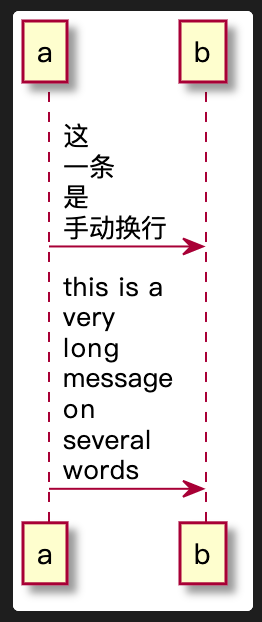 a b
这
一条
是
手动换行
this is a
very
long
message
on
several
words
a b